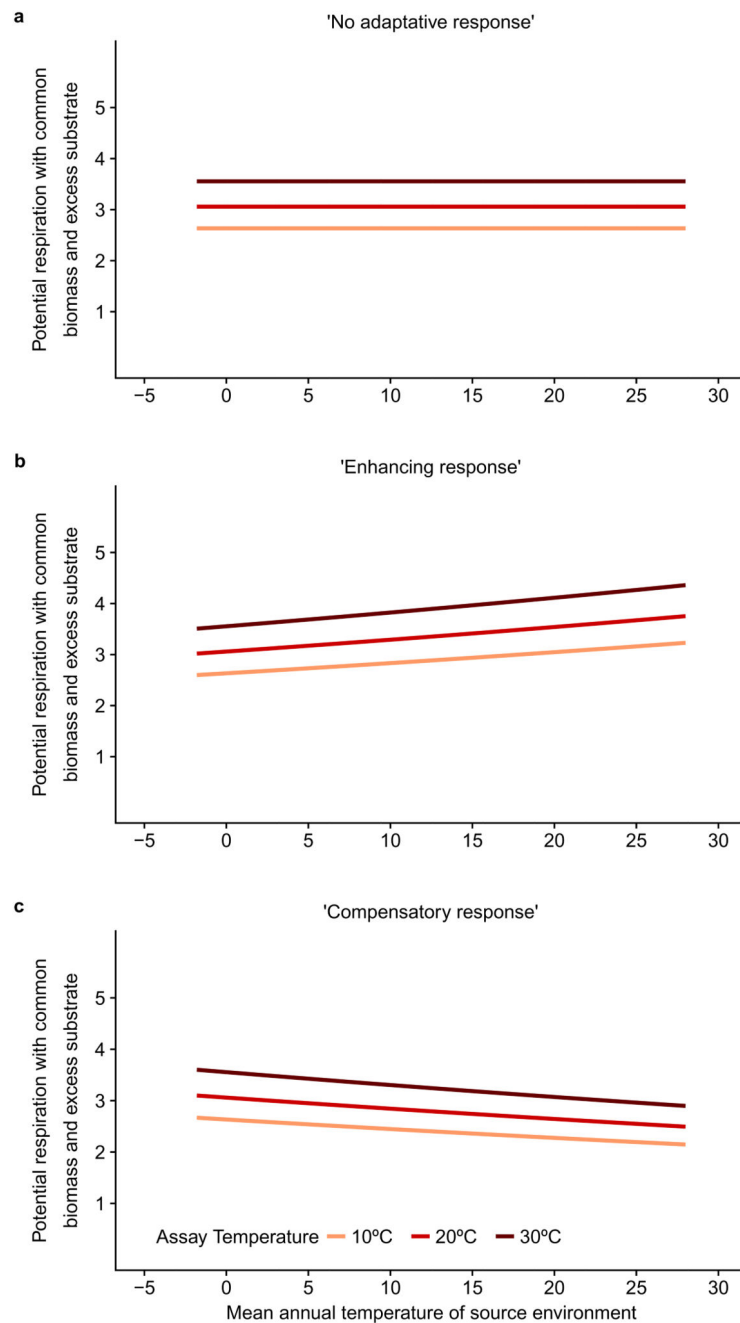 a
'No adaptative response'
Potential respiration with common
biomass and excess substrate
5
4
3
2
1
−5 0 5 10 15 20 25 30
b
'Enhancing response'
Potential respiration with common
biomass and excess substrate
5
4
3
2
1
−5 0 5 10 15 20 25 30
c
'Compensatory response'
Potential respiration with common
biomass and excess substrate
5
4
3
2
1
Assay Temperature 10ºC 20ºC 30ºC
−5 0 5 10 15 20 25 30
Mean annual temperature of source environment